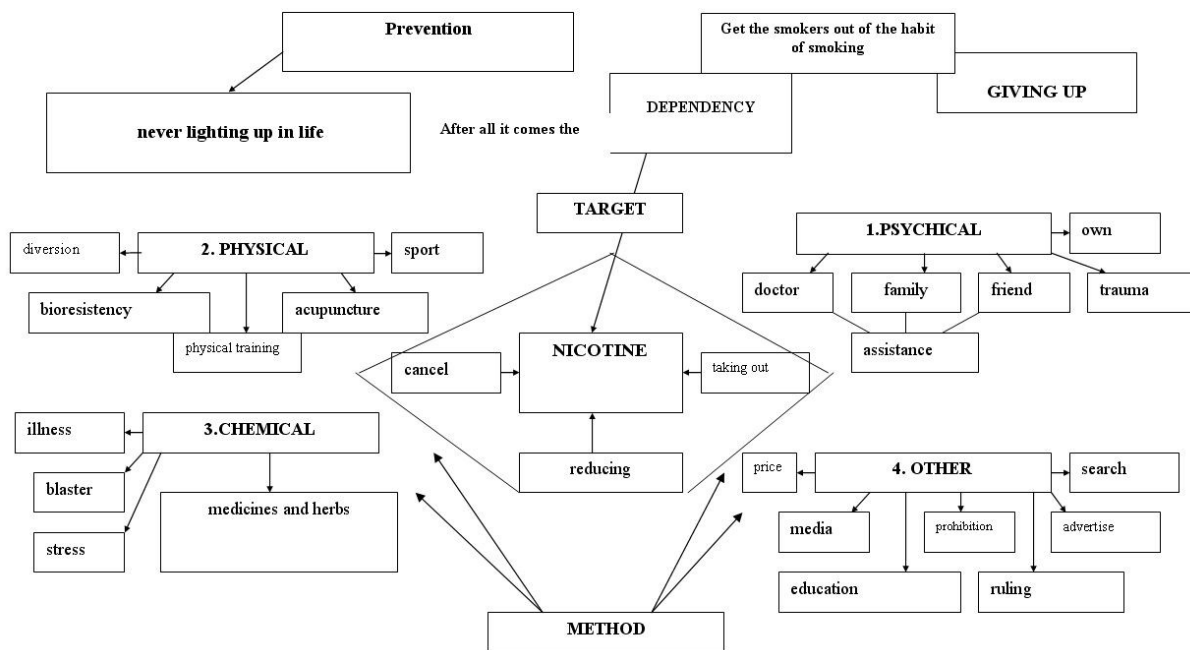 Prevention
Get the smokers out of the habit
of smoking
GIVING UP
DEPENDENCY
never lighting up in life
After all it comes the
TARGET
diversion
2. PHYSICAL
sport
bioresistency
acupuncture
physical training
1.PSYCHICAL
own
doctor
family
friend
trauma
assistance
NICOTINE
cancel
taking out
reducing
illness
3.CHEMICAL
blaster
medicines and herbs
stress
price
4. OTHER
search
media
prohibition
advertise
education
ruling
METHOD